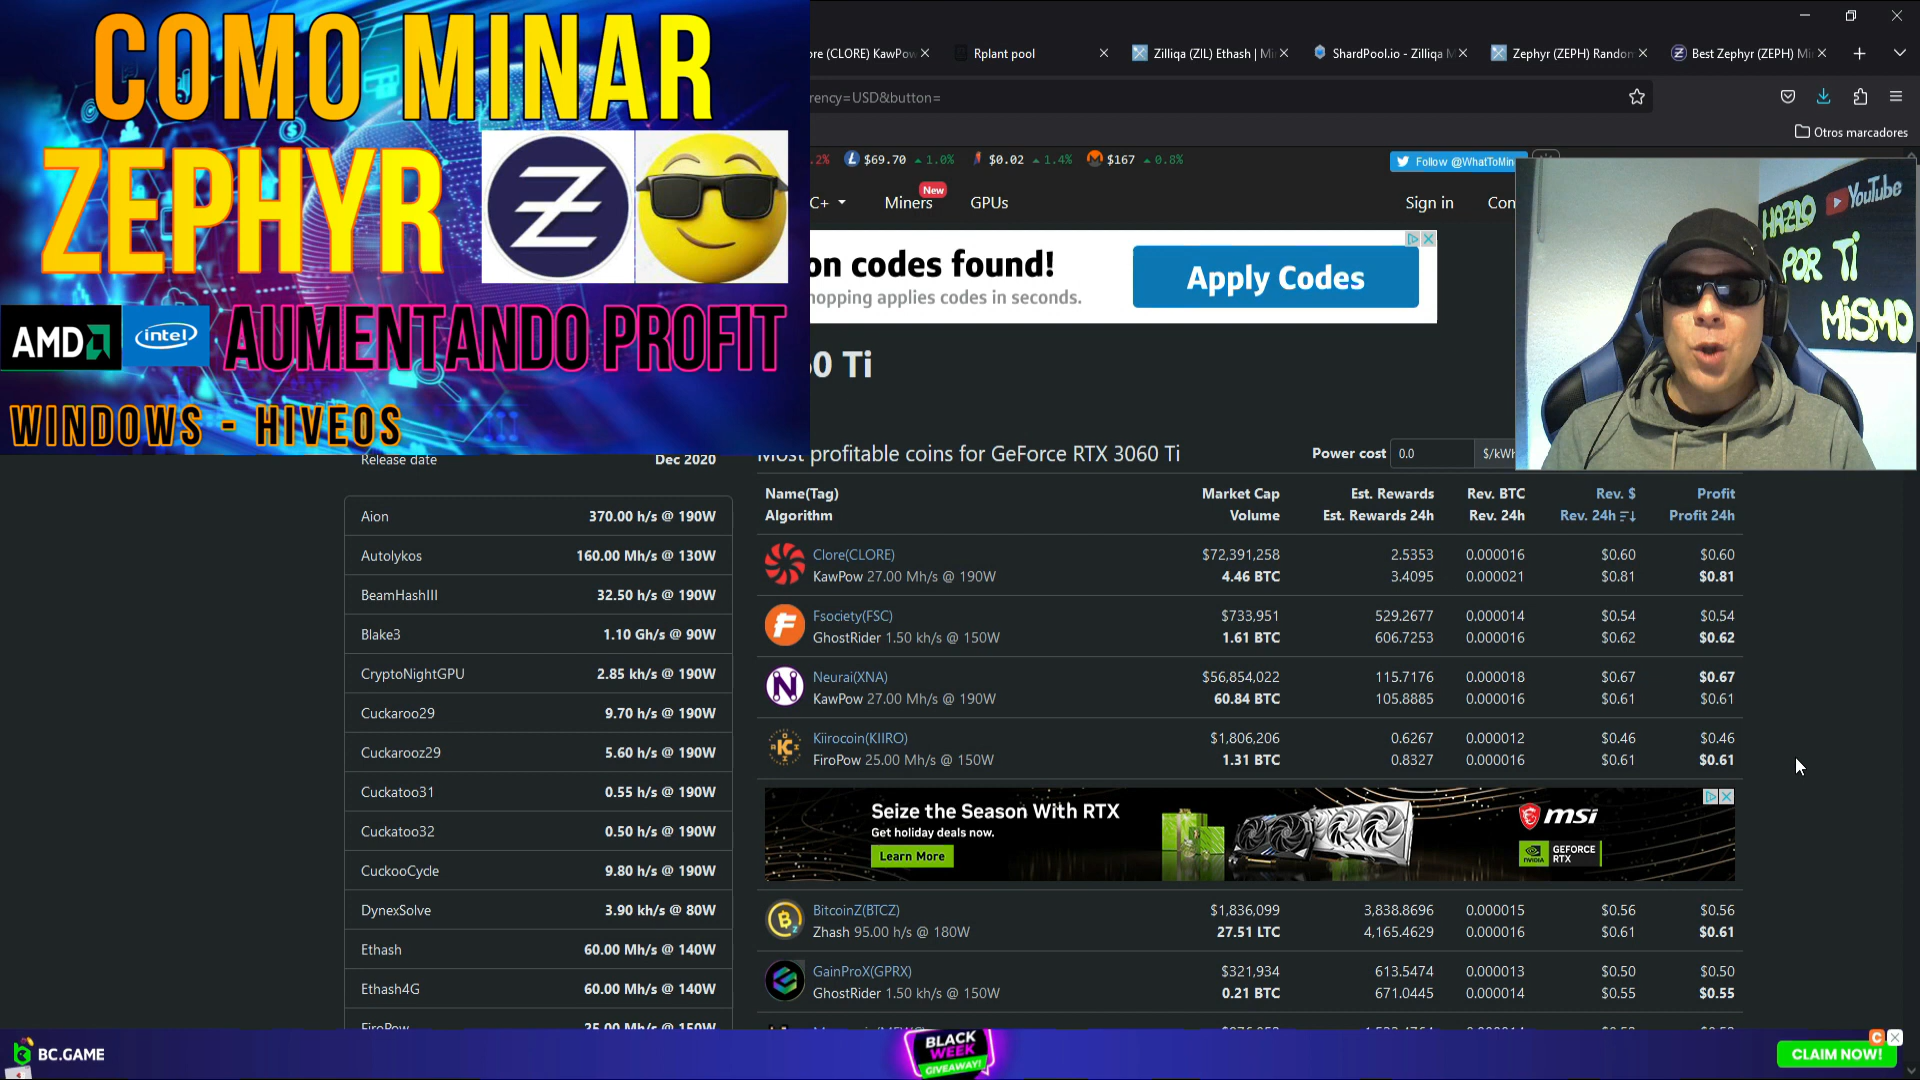 COMO MINAR
ZEPHYR
AMD
intel
AUMENTANDO PROFIT
WINDOWS - HIVEOS
ore (CLORE) KawPow
Rplant pool
Zilliqa (ZIL) Ethash | Mi
ShardPool.io - Zilliqa M
Zephyr (ZEPH) Random
Best Zephyr (ZEPH) Mi
rency=USD&button=
Otros marcadores
.2% $69.70 1.0% $0.02 1.4% $167 0.8%
Follow @WhatToMin
C+ Miners New GPUs
Sign in Con
on codes found!
hopping applies codes in seconds.
Apply Codes
HAZLO
POR TI
MISMO
YouTube
60 Ti
Release date Dec 2020
Most profitable coins for GeForce RTX 3060 Ti
Power cost 0.0 $/kWh
Aion 370.00 h/s @ 190W
Autolykos 160.00 Mh/s @ 130W
BeamHashIII 32.50 h/s @ 190W
Blake3 1.10 Gh/s @ 90W
CryptoNightGPU 2.85 kh/s @ 190W
Cuckaroo29 9.70 h/s @ 190W
Cuckarooz29 5.60 h/s @ 190W
Cuckatoo31 0.55 h/s @ 190W
Cuckatoo32 0.50 h/s @ 190W
CuckooCycle 9.80 h/s @ 190W
DynexSolve 3.90 kh/s @ 80W
Ethash 60.00 Mh/s @ 140W
Ethash4G 60.00 Mh/s @ 140W
FiroPow 25.00 Mh/s @ 150W
Name(Tag) Market Cap Est. Rewards Rev. BTC Rev. $ Profit
Algorithm Volume Est. Rewards 24h Rev. 24h Rev. 24h Profit 24h
Clore(CLORE) $72,391,258 2.5353 0.000016 $0.60 $0.60
KawPow 27.00 Mh/s @ 190W 4.46 BTC 3.4095 0.000021 $0.81 $0.81
Fsociety(FSC) $733,951 529.2677 0.000014 $0.54 $0.54
GhostRider 1.50 kh/s @ 150W 1.61 BTC 606.7253 0.000016 $0.62 $0.62
Neurai(XNA) $56,854,022 115.7176 0.000018 $0.67 $0.67
KawPow 27.00 Mh/s @ 190W 60.84 BTC 105.8885 0.000016 $0.61 $0.61
Kiirocoin(KIIRO) $1,806,206 0.6267 0.000012 $0.46 $0.46
FiroPow 25.00 Mh/s @ 150W 1.31 BTC 0.8327 0.000016 $0.61 $0.61
Seize the Season With RTX
Get holiday deals now.
Learn More
msi
NVIDIA GEFORCE RTX
BitcoinZ(BTCZ) $1,836,099 3,838.8696 0.000015 $0.56 $0.56
Zhash 95.00 h/s @ 180W 27.51 LTC 4,165.4629 0.000016 $0.61 $0.61
GainProX(GPRX) $321,934 613.5474 0.000013 $0.50 $0.50
GhostRider 1.50 kh/s @ 150W 0.21 BTC 671.0445 0.000014 $0.55 $0.55
BC.GAME
BLACK
WEEK
GIVEAWAY!
CLAIM NOW!